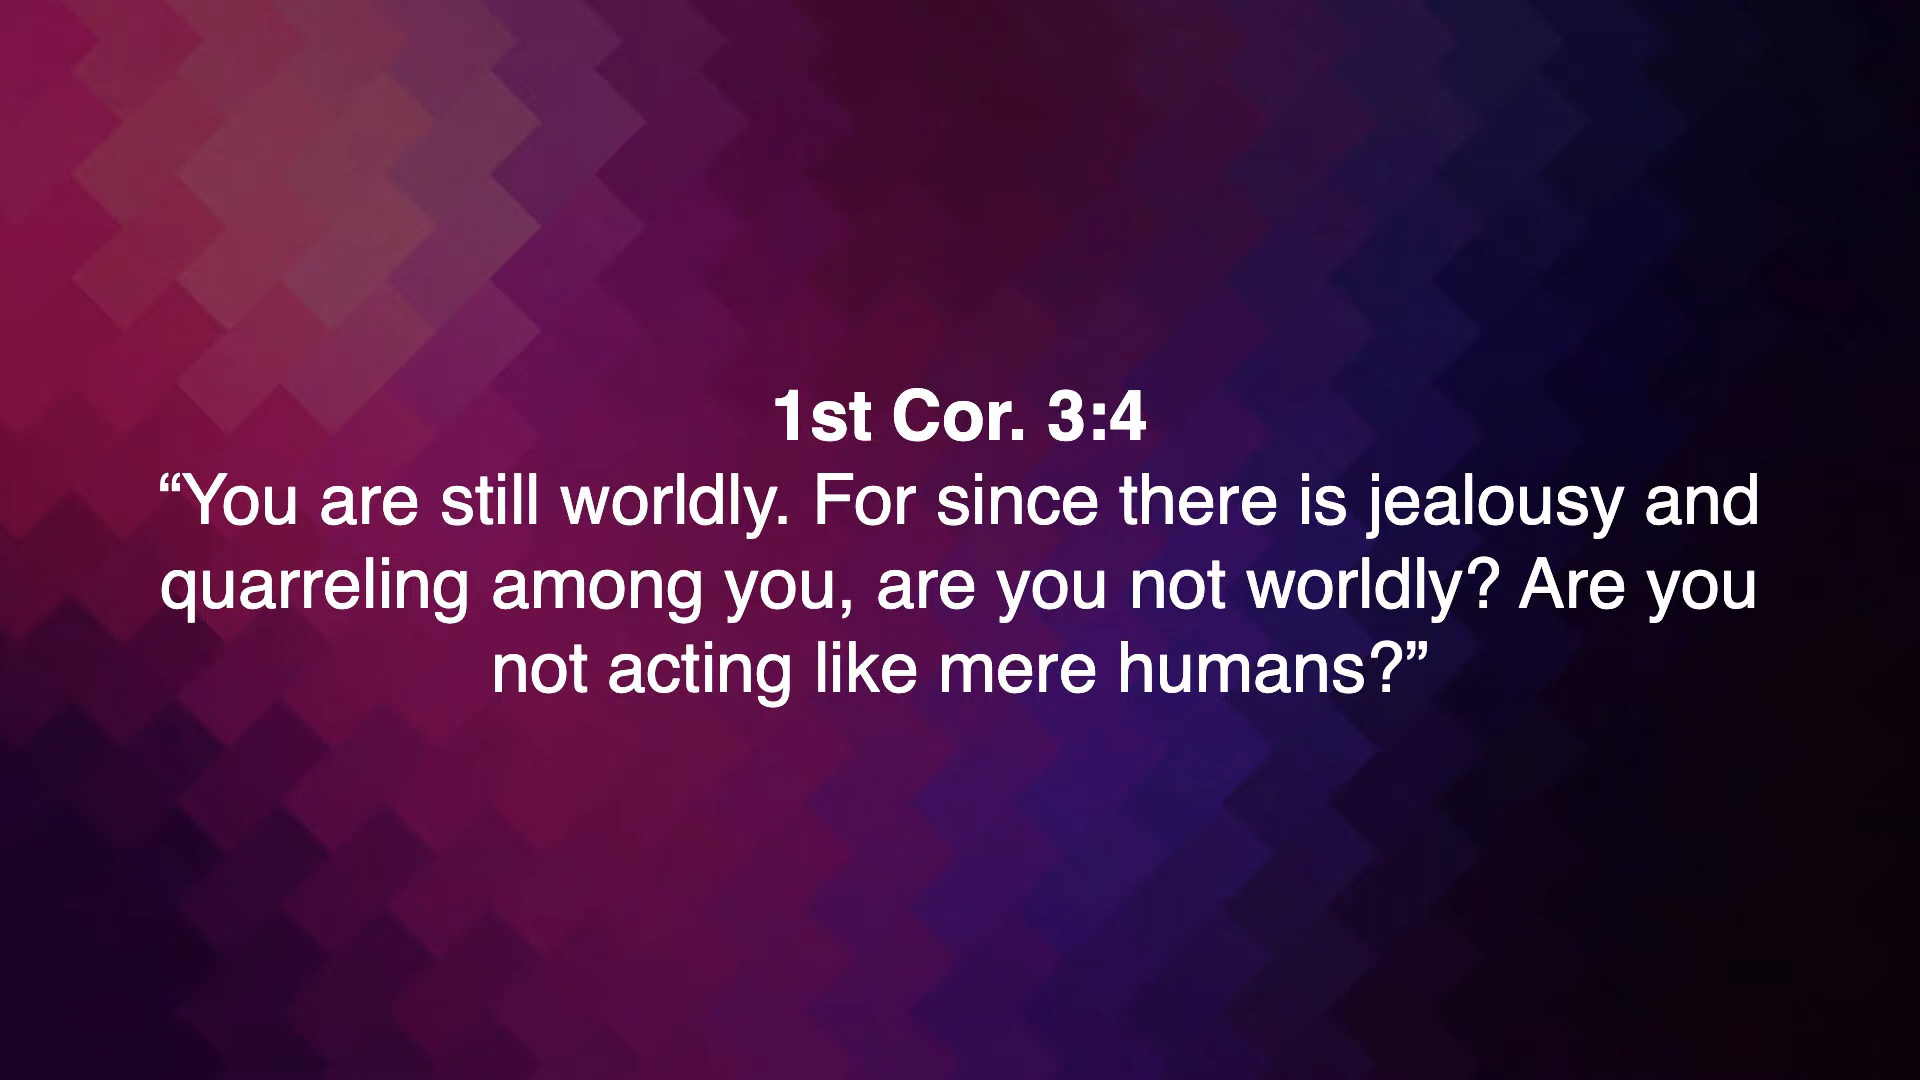 1st Cor. 3:4
“You are still worldly. For since there is jealousy and
quarreling among you, are you not worldly? Are you
not acting like mere humans?”